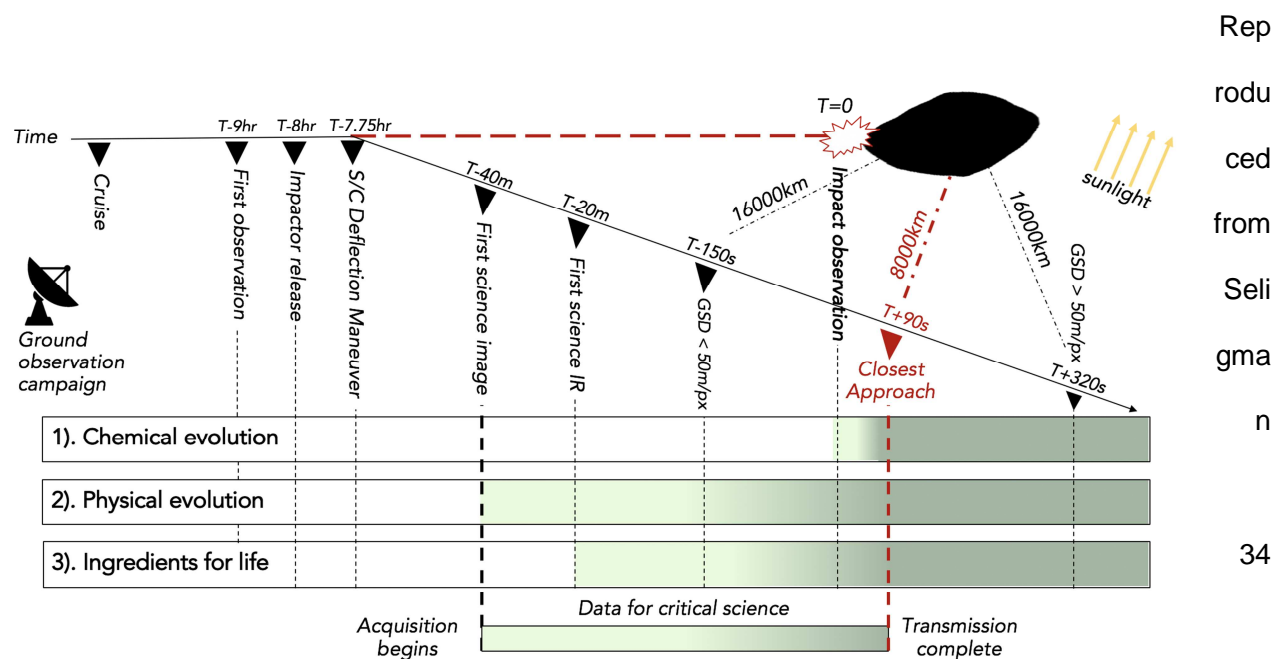 Rep
rodu
ced
from
Seli
gma
n
34
Time
T-9hr
T-8hr
T-7.75hr
T=0
Cruise
First observation
Impactor release
S/C Deflection Maneuver
T-40m
First science image
T-20m
First science IR
T-150s
GSD < 50m/px
16000km
Impact observation
8000km
T+90s
Closest
Approach
16000km
GSD > 50m/px
T+320s
sunlight
Ground
observation
campaign
1). Chemical evolution
2). Physical evolution
3). Ingredients for life
Data for critical science
Acquisition
begins
Transmission
complete